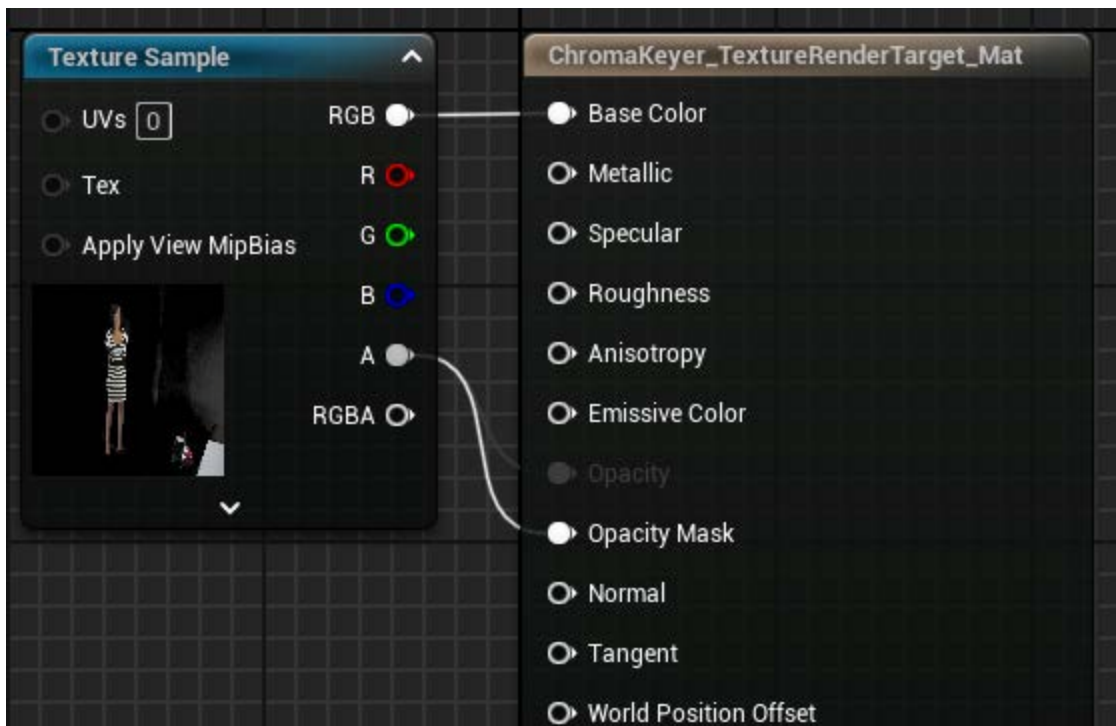 Texture Sample
UVs 0
RGB
Tex
R
Apply View MipBias
G
B
A
RGBA
ChromaKeyer_TextureRenderTarget_Mat
Base Color
Metallic
Specular
Roughness
Anisotropy
Emissive Color
Opacity
Opacity Mask
Normal
Tangent
World Position Offset